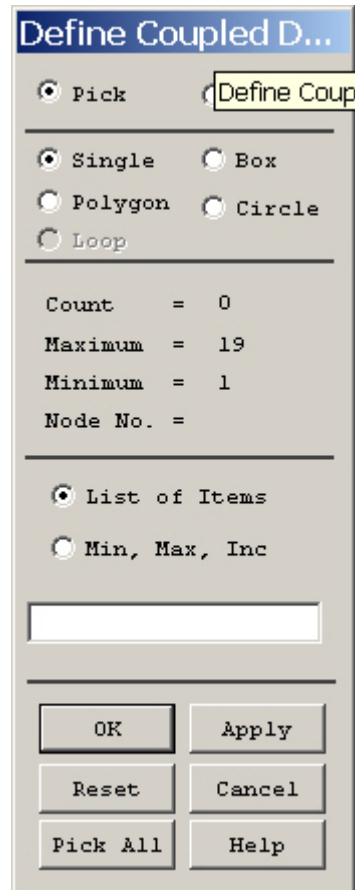 Define Coupled D...
Pick Define Coup
Single Box
Polygon Circle
Loop
Count = 0
Maximum = 19
Minimum = 1
Node No. =
List of Items
Min, Max, Inc
OK Apply
Reset Cancel
Pick All Help